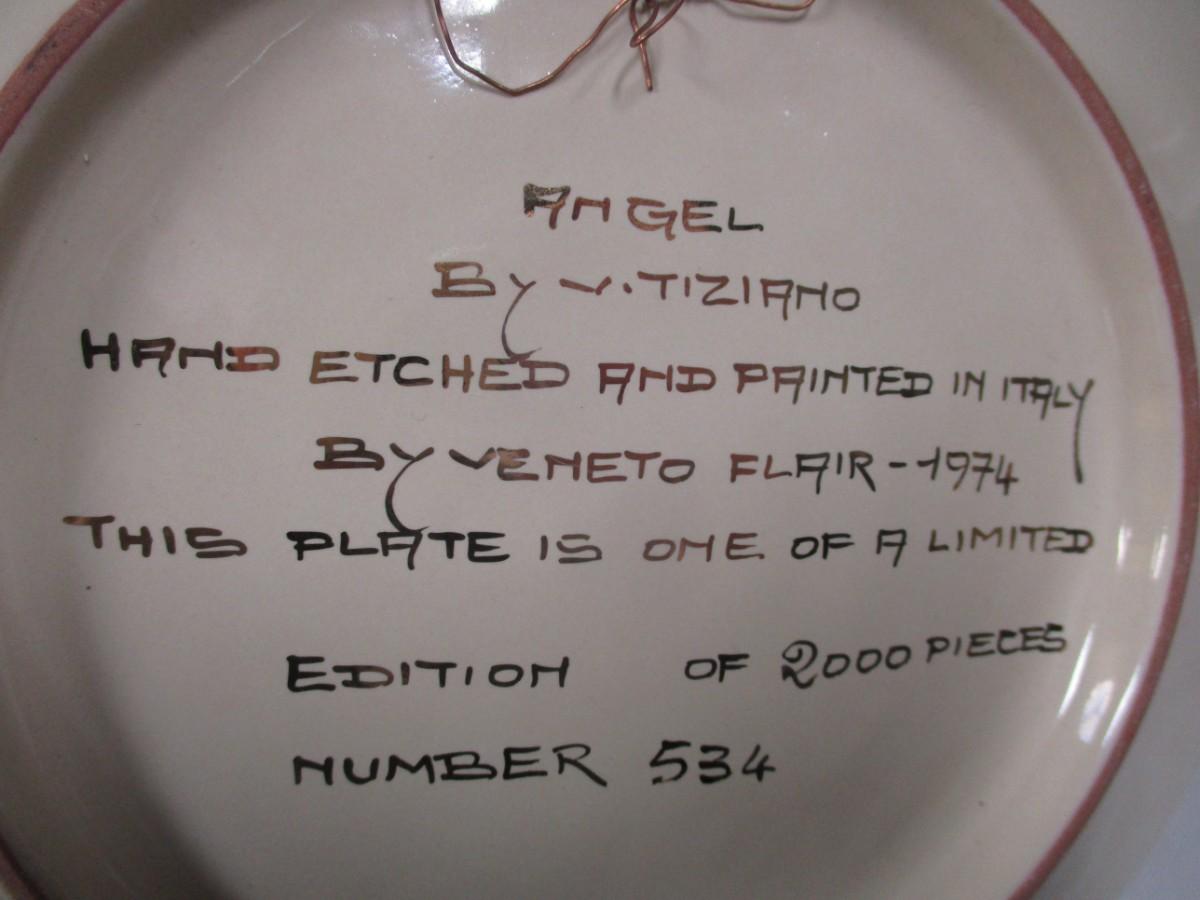 ANGEL
By V. TIZIANO
HAND ETCHED AND PAINTED IN ITALY
By VENETO FLAIR - 1974
THIS PLATE IS ONE OF A LIMITED
EDITION OF 2000 PIECES
NUMBER 534